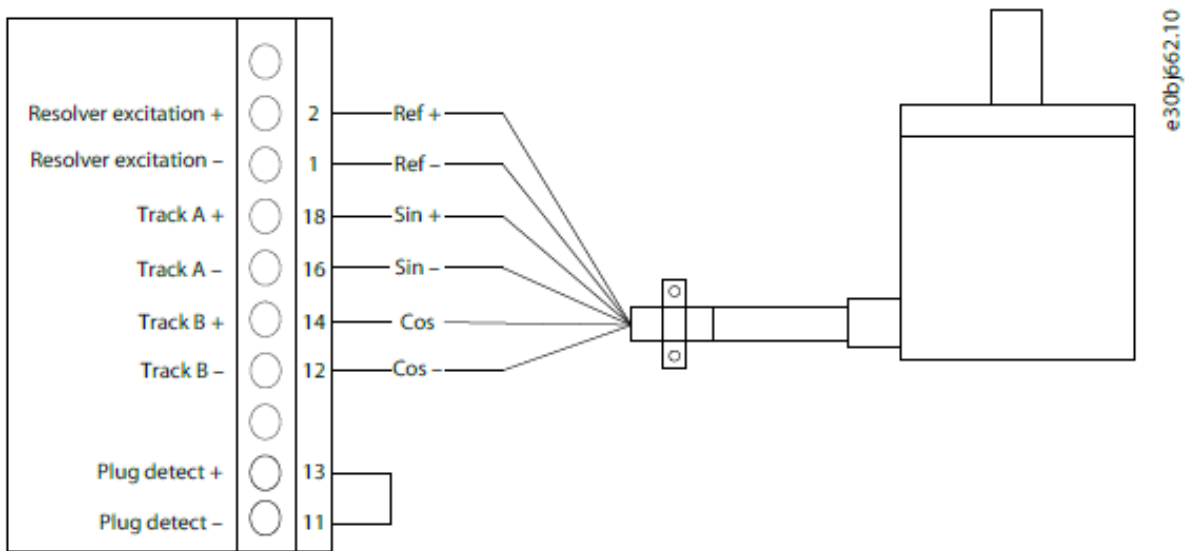 Resolver excitation + 2 Ref +
Resolver excitation – 1 Ref –
Track A + 18 Sin +
Track A – 16 Sin –
Track B + 14 Cos
Track B – 12 Cos –
Plug detect + 13
Plug detect – 11
e30bj662.10